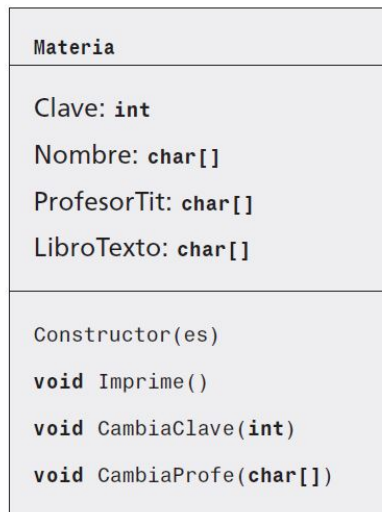 Materia
Clave: int
Nombre: char[]
ProfesorTit: char[]
LibroTexto: char[]
Constructor(es)
void Imprime()
void CambiaClave(int)
void CambiaProfe(char[])